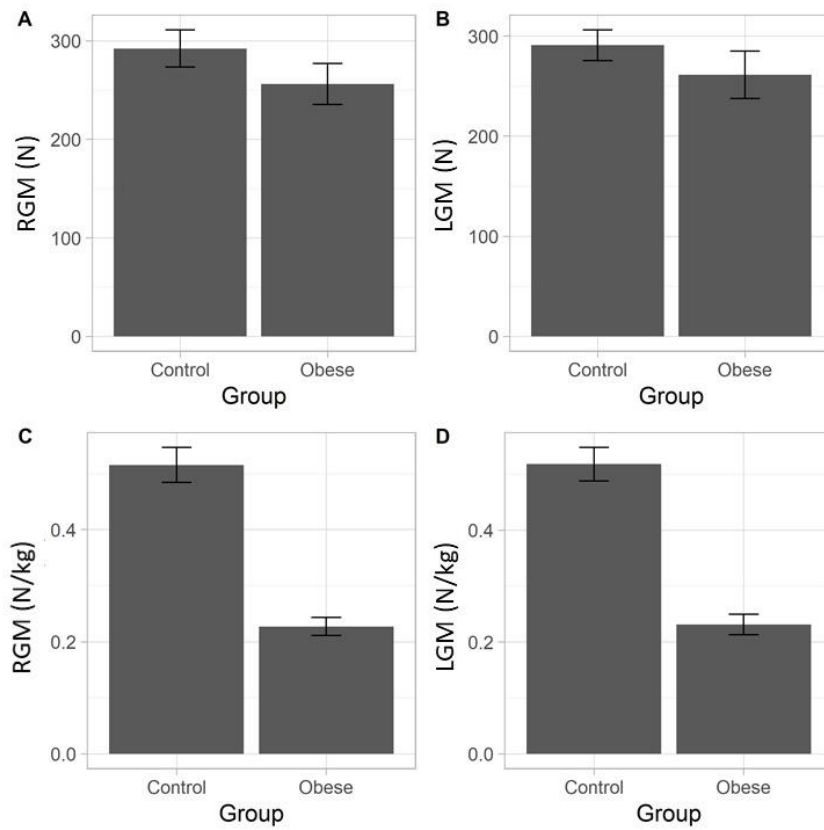 A
RGM (N)
300
200
100
0
Control Obese
Group
B
LGM (N)
300
200
100
0
Control Obese
Group
C
RGM (N/kg)
0.4
0.2
0.0
Control Obese
Group
D
LGM (N/kg)
0.4
0.2
0.0
Control Obese
Group